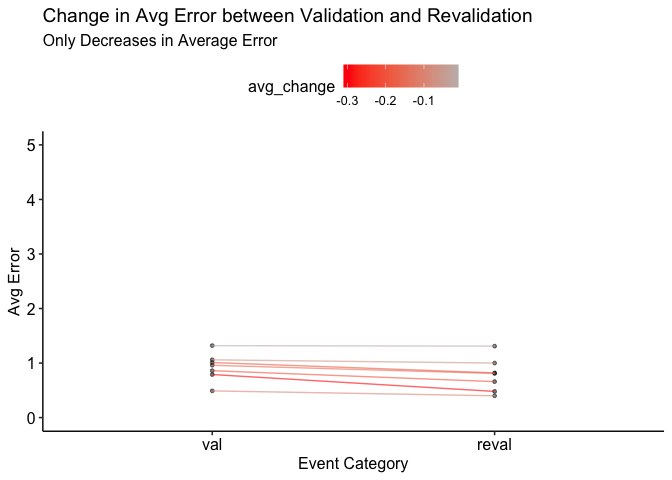 Change in Avg Error between Validation and Revalidation
Only Decreases in Average Error
avg_change
-0.3 -0.2 -0.1
5
4
3
2
1
0
Avg Error
val reval
Event Category